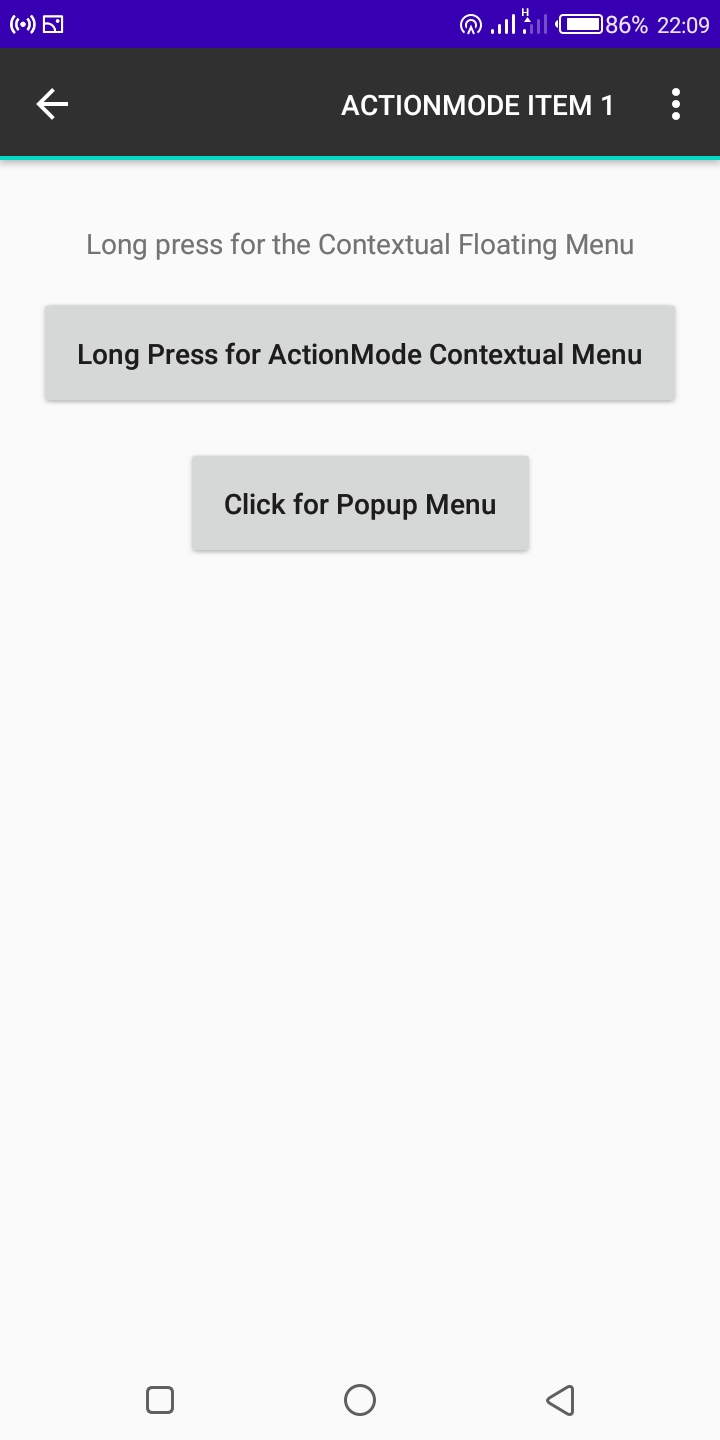 H 86% 22:09
ACTIONMODE ITEM 1
Long press for the Contextual Floating Menu
Long Press for ActionMode Contextual Menu
Click for Popup Menu